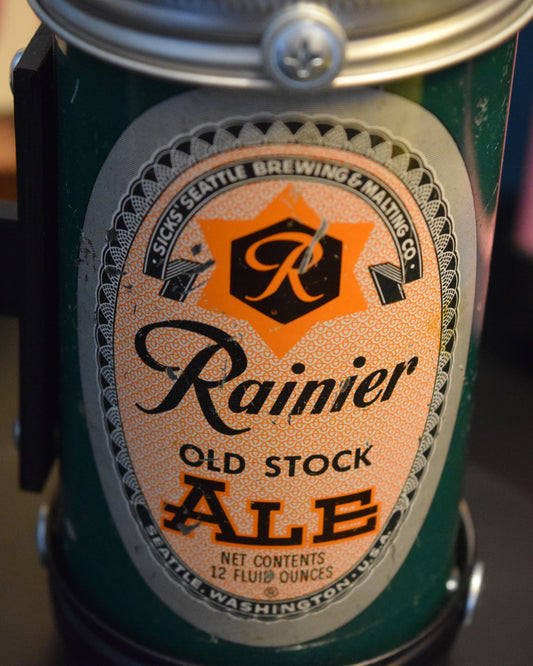 • SICKS' SEATTLE BREWING & MALTING CO. •
R
Rainier
OLD STOCK
ALE
NET CONTENTS
12 FLUID OUNCES
®
SEATTLE, WASHINGTON • U.S.A.